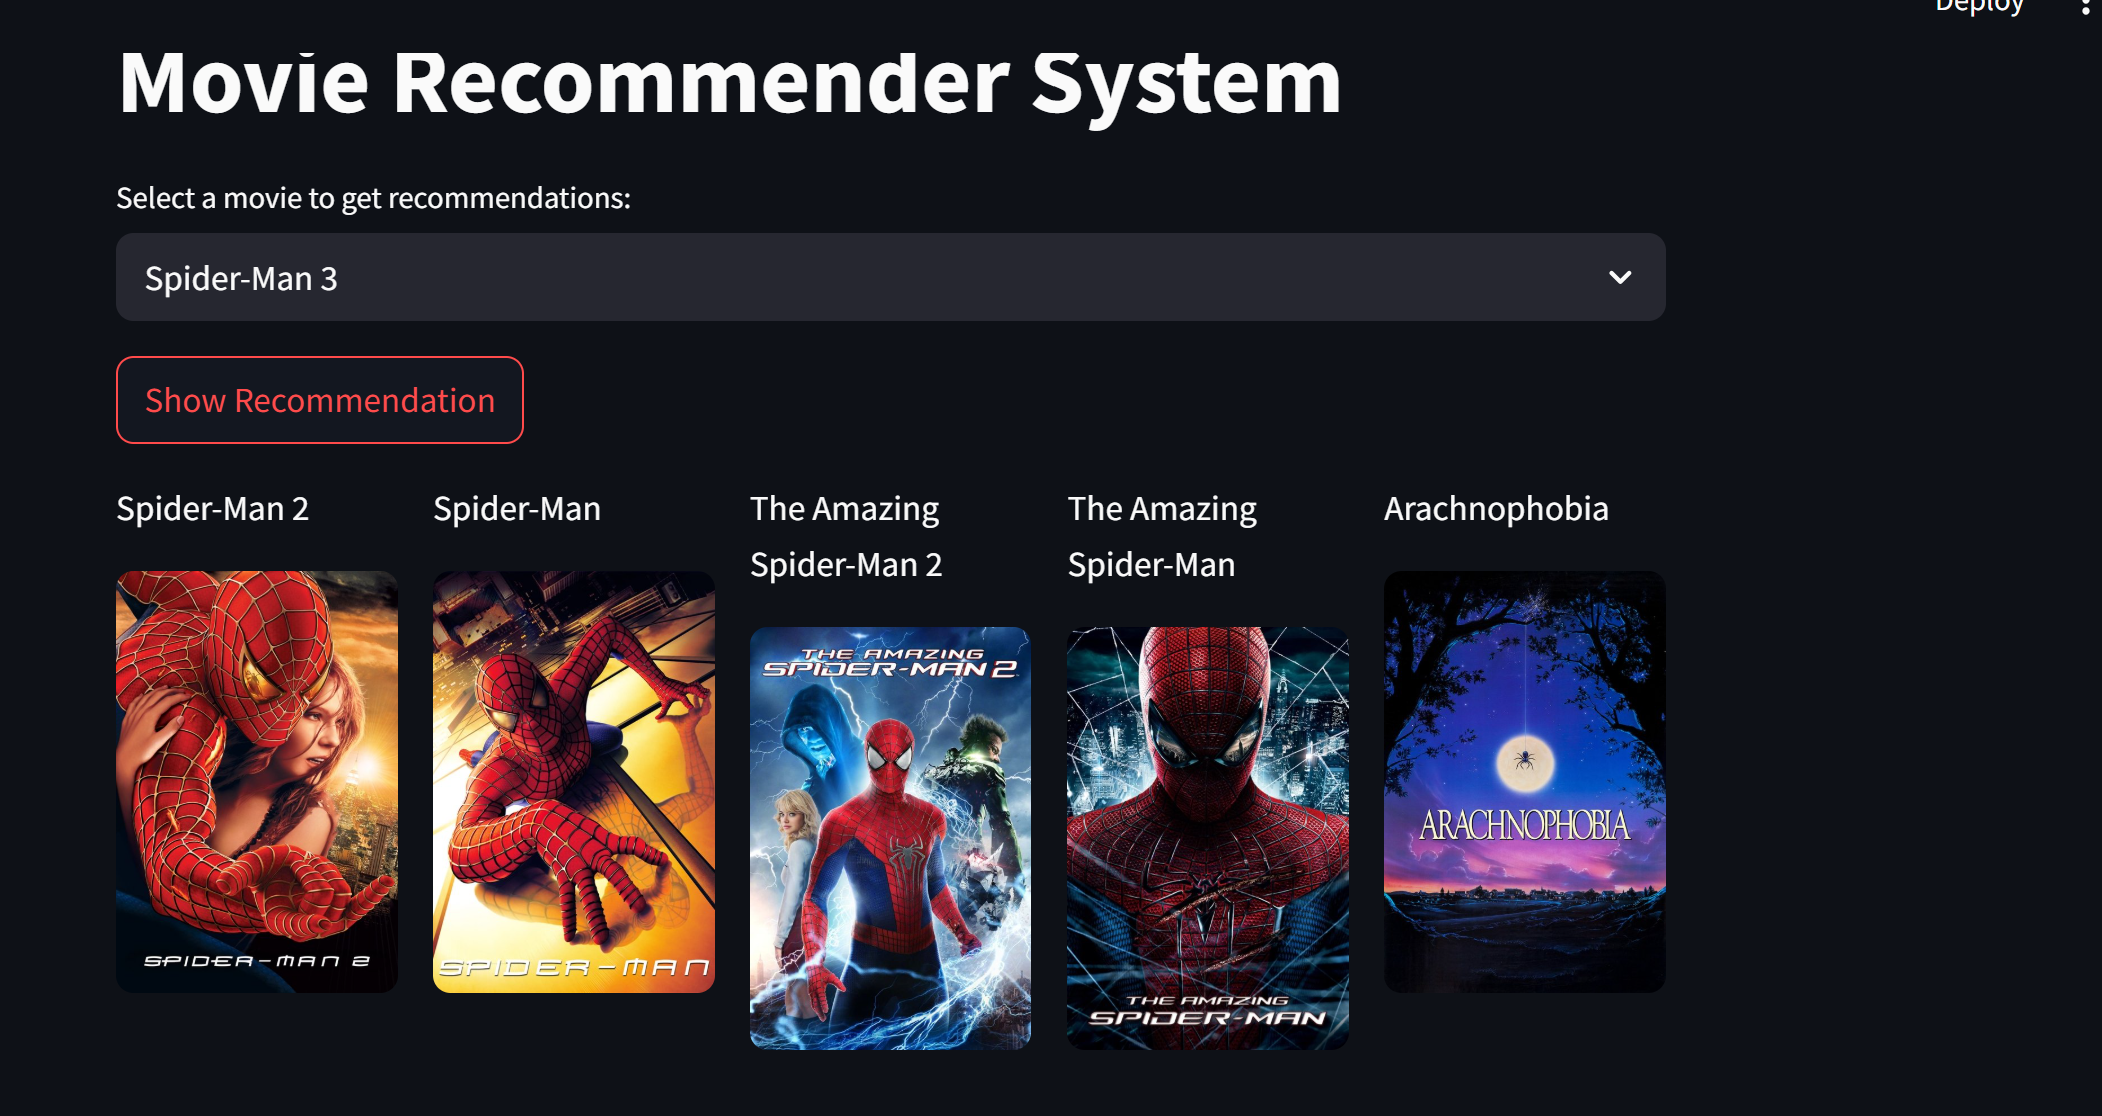 Deploy
Movie Recommender System
Select a movie to get recommendations:
Spider-Man 3
Show Recommendation
Spider-Man 2
Spider-Man
The Amazing
Spider-Man 2
The Amazing
Spider-Man
Arachnophobia
SPIDER-MAN 2
SPIDER-MAN
THE AMAZING
SPIDER-MAN 2
THE AMAZING
SPIDER-MAN
ARACHNOPHOBIA